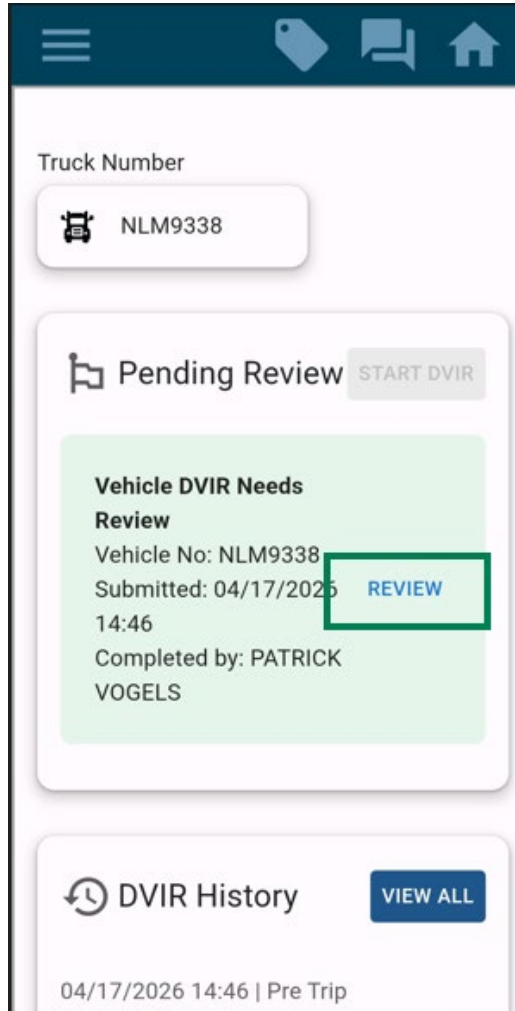 Truck Number
NLM9338
Pending Review
START DVIR
Vehicle DVIR Needs
Review
Vehicle No: NLM9338
Submitted: 04/17/2026
14:46
Completed by: PATRICK
VOGELS
REVIEW
DVIR History
VIEW ALL
04/17/2026 14:46 | Pre Trip